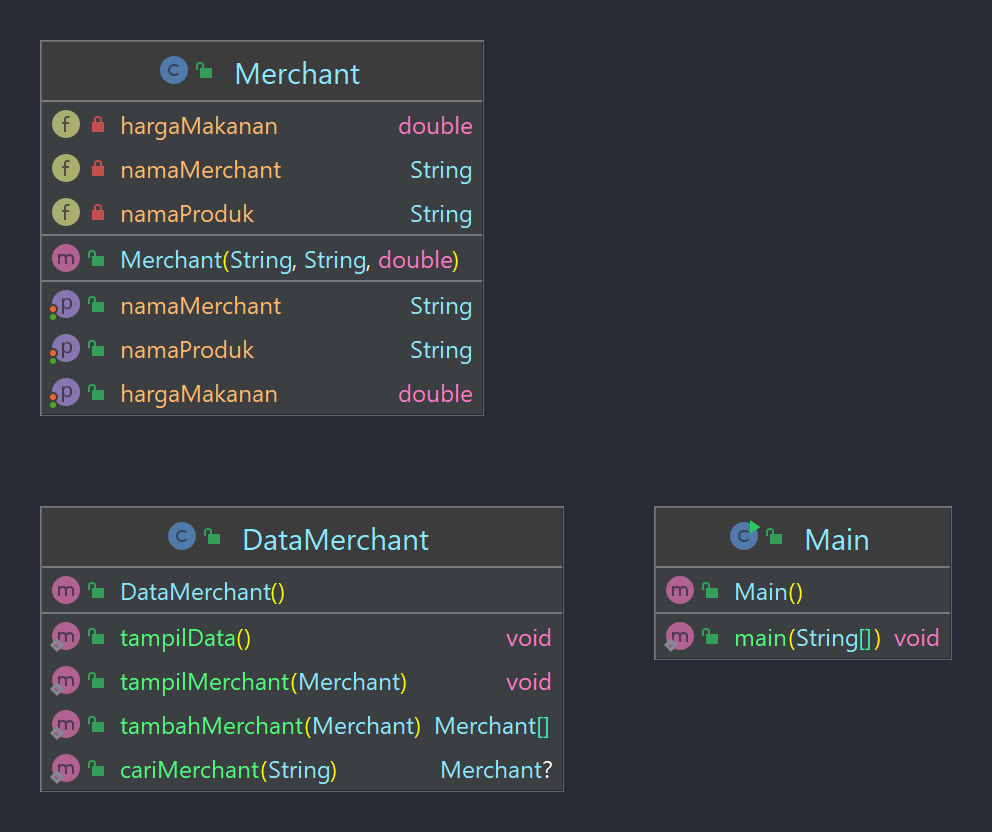 C Merchant
f hargaMakanan double
f namaMerchant String
f namaProduk String
m Merchant(String, String, double)
p namaMerchant String
p namaProduk String
p hargaMakanan double
C DataMerchant
m DataMerchant()
m tampilData() void
m tampilMerchant(Merchant) void
m tambahMerchant(Merchant) Merchant[]
m cariMerchant(String) Merchant?
C Main
m Main()
m main(String[]) void